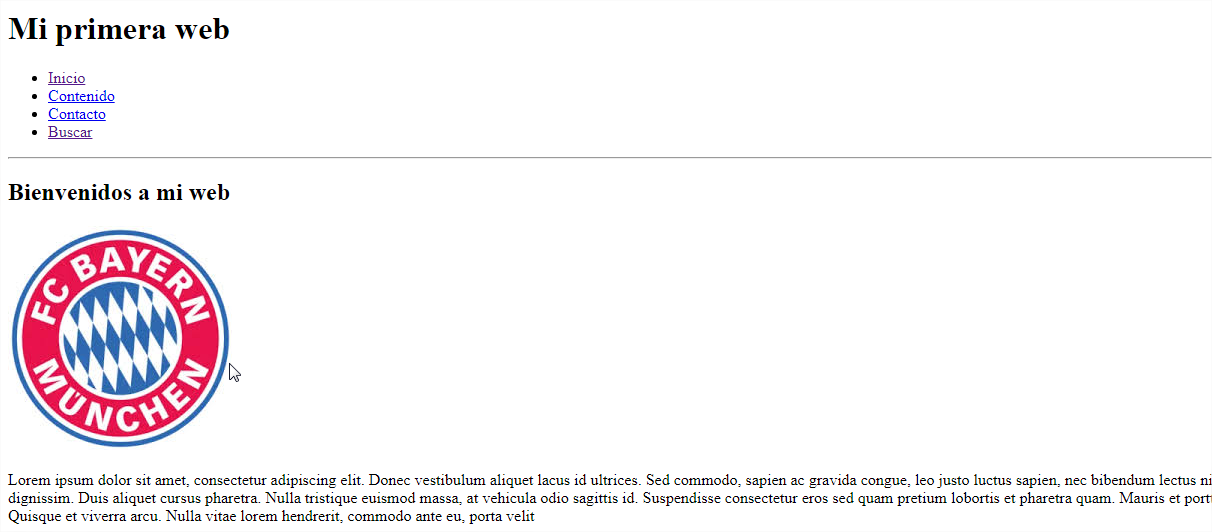 Mi primera web
Inicio
Contenido
Contacto
Buscar
Bienvenidos a mi web
FC BAYERN
MÜNCHEN
Lorem ipsum dolor sit amet, consectetur adipiscing elit. Donec vestibulum aliquet lacus id ultrices. Sed commodo, sapien ac gravida congue, leo justo luctus sapien, nec bibendum lectus ni
dignissim. Duis aliquet cursus pharetra. Nulla tristique euismod massa, at vehicula odio sagittis id. Suspendisse consectetur eros sed quam pretium lobortis et pharetra quam. Mauris et port
Quisque et viverra arcu. Nulla vitae lorem hendrerit, commodo ante eu, porta velit